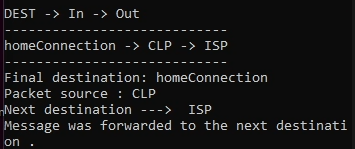 DEST -> In -> Out
----------------------------
homeConnection -> CLP -> ISP
----------------------------
Final destination: homeConnection
Packet source : CLP
Next destination --->  ISP
Message was forwarded to the next destinati
on .